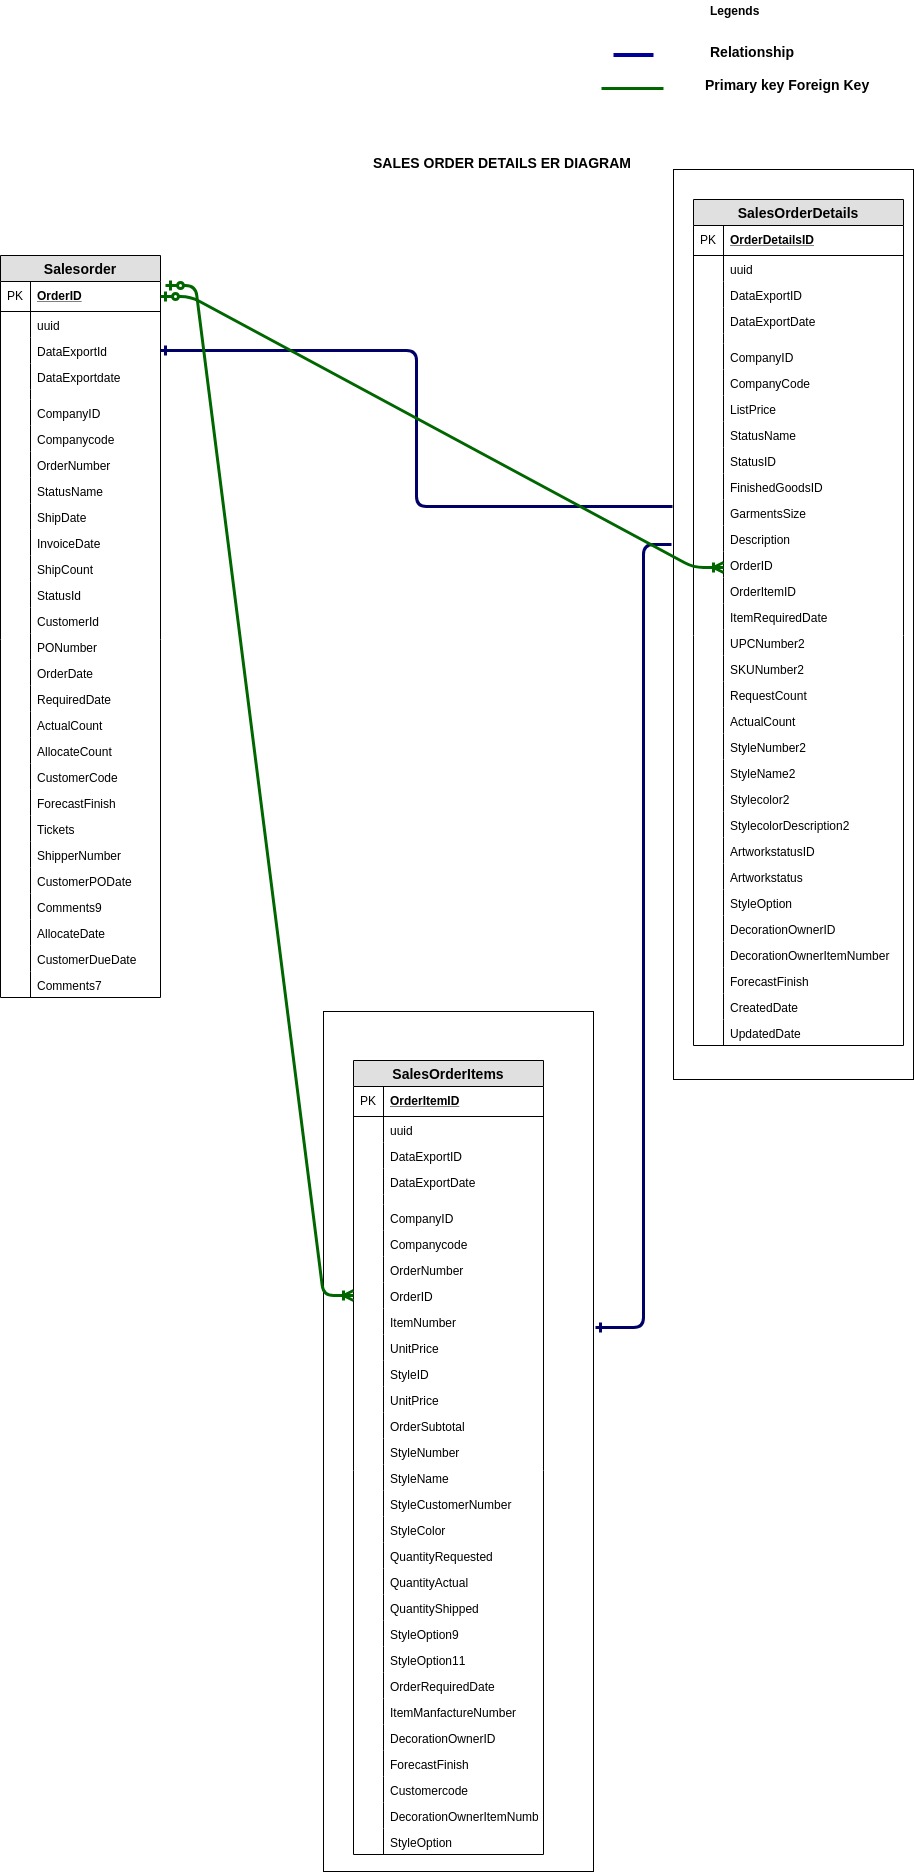 Legends
Relationship
Primary key Foreign Key
SALES ORDER DETAILS ER DIAGRAM
Salesorder
PK OrderID
uuid
DataExportId
DataExportdate
CompanyID
Companycode
OrderNumber
StatusName
ShipDate
InvoiceDate
ShipCount
StatusId
CustomerId
PONumber
OrderDate
RequiredDate
ActualCount
AllocateCount
CustomerCode
ForecastFinish
Tickets
ShipperNumber
CustomerPODate
Comments9
AllocateDate
CustomerDueDate
Comments7
SalesOrderDetails
PK OrderDetailsID
uuid
DataExportID
DataExportDate
CompanyID
CompanyCode
ListPrice
StatusName
StatusID
FinishedGoodsID
GarmentsSize
Description
OrderID
OrderItemID
ItemRequiredDate
UPCNumber2
SKUNumber2
RequestCount
ActualCount
StyleNumber2
StyleName2
Stylecolor2
StylecolorDescription2
ArtworkstatusID
Artworkstatus
StyleOption
DecorationOwnerID
DecorationOwnerItemNumber
ForecastFinish
CreatedDate
UpdatedDate
SalesOrderItems
PK OrderItemID
uuid
DataExportID
DataExportDate
CompanyID
Companycode
OrderNumber
OrderID
ItemNumber
UnitPrice
StyleID
UnitPrice
OrderSubtotal
StyleNumber
StyleName
StyleCustomerNumber
StyleColor
QuantityRequested
QuantityActual
QuantityShipped
StyleOption9
StyleOption11
OrderRequiredDate
ItemManfactureNumber
DecorationOwnerID
ForecastFinish
Customercode
DecorationOwnerItemNumb
StyleOption